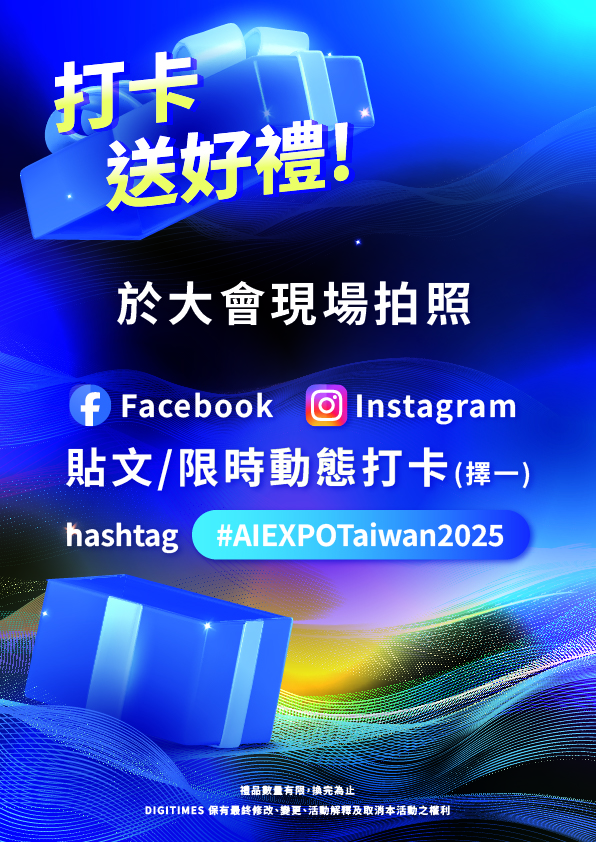 打卡
送好禮!
於大會現場拍照
Facebook Instagram
貼文/限時動態打卡(擇一)
hashtag #AIEXPOTaiwan2025
禮品數量有限，換完為止
DIGITIMES 保有最終修改、變更、活動解釋及取消本活動之權利